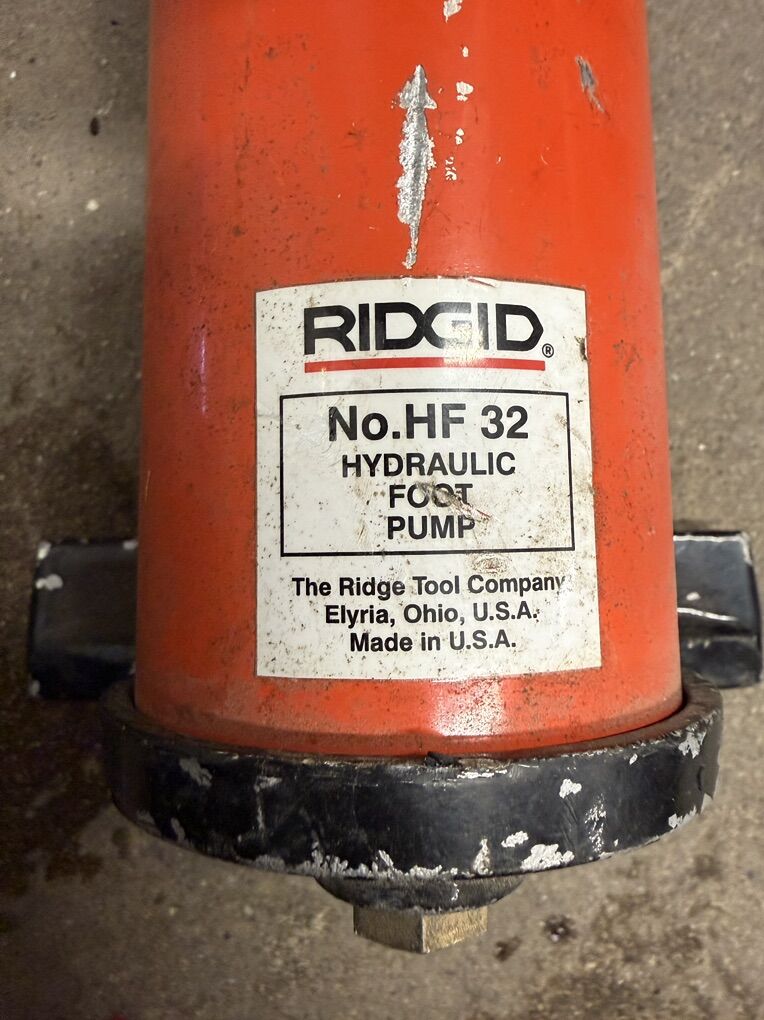 RIDGID®
No.HF 32
HYDRAULIC
FOOT
PUMP
The Ridge Tool Company
Elyria, Ohio, U.S.A.
Made in U.S.A.